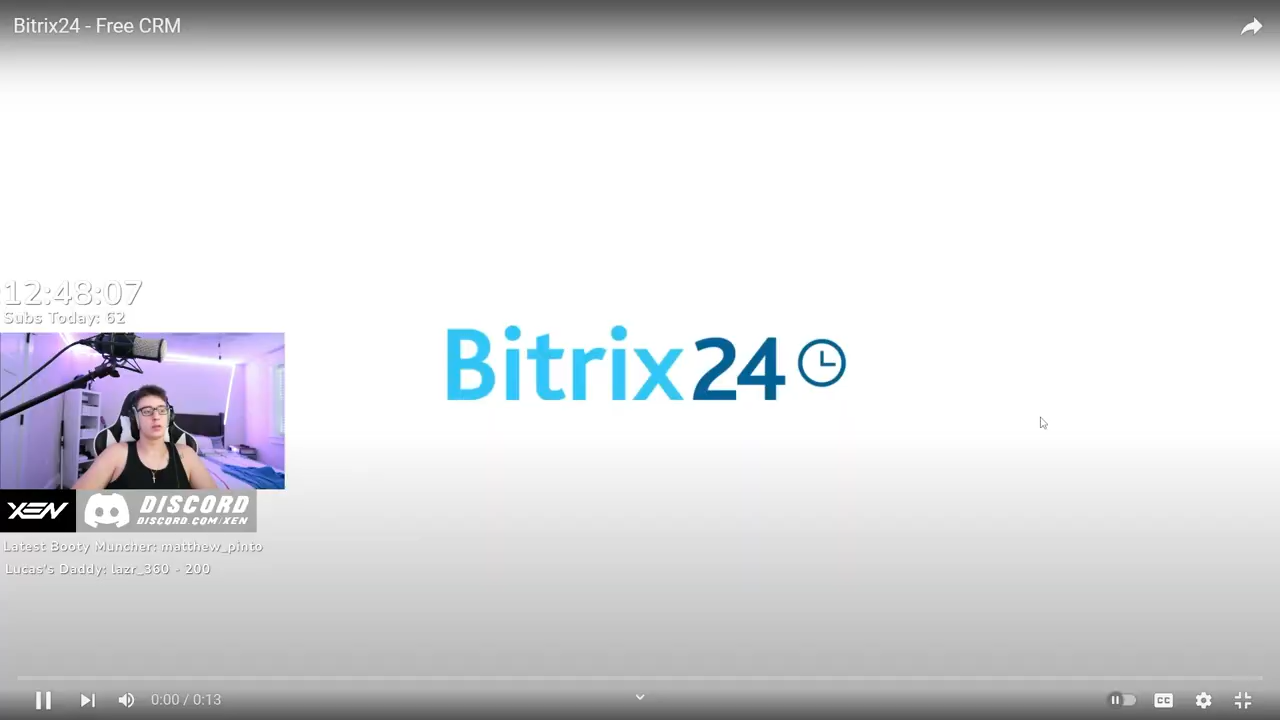 Bitrix24 - Free CRM
:12:48:07
Subs Today: 62
Bitrix24
XEN
DISCORD
DISCORD.COM/XEN
Latest Booty Muncher: matthew_pinto
Lucas's Daddy: lazr_360 - 200
0:00 / 0:13
CC